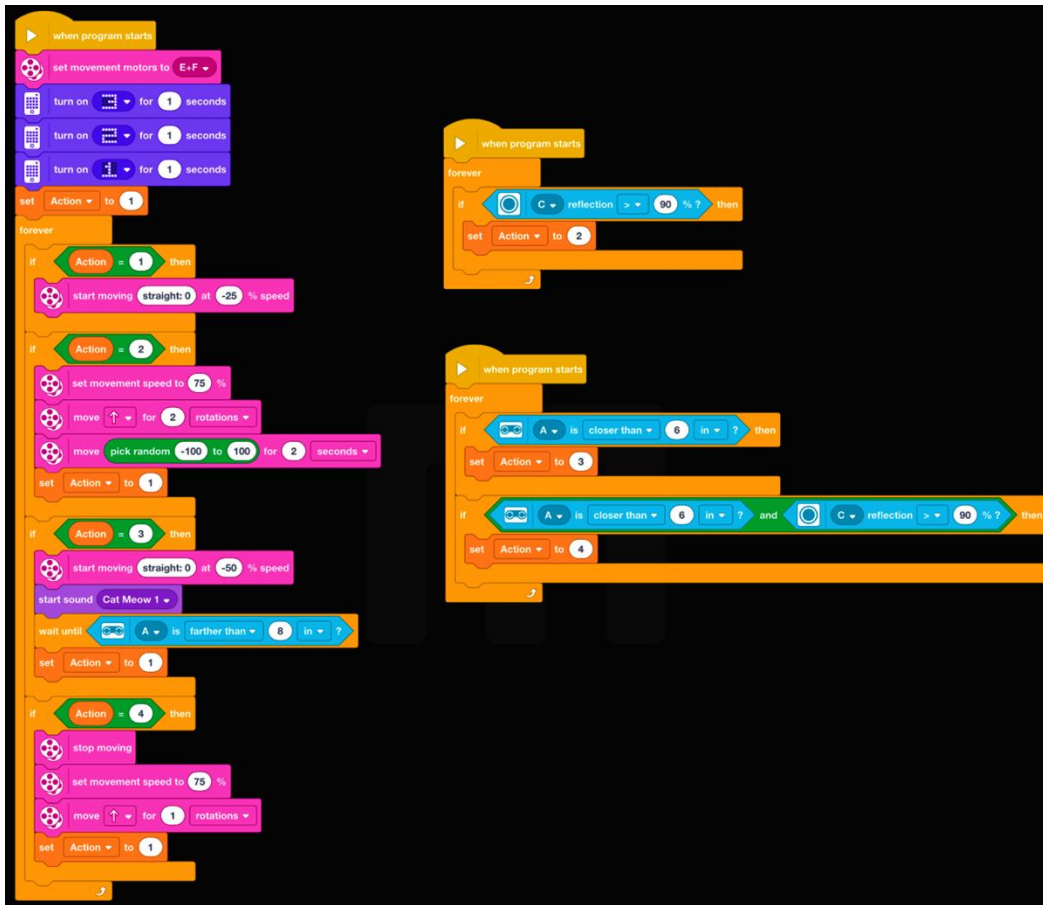 when program starts
set movement motors to E+F
turn on for 1 seconds
turn on for 1 seconds
turn on for 1 seconds
set Action to 1
forever
if Action = 1 then
start moving straight: 0 at -25 % speed
if Action = 2 then
set movement speed to 75 %
move ↑ for 2 rotations
move pick random -100 to 100 for 2 seconds
set Action to 1
if Action = 3 then
start moving straight: 0 at -50 % speed
start sound Cat Meow 1
wait until A is farther than 8 in ?
set Action to 1
if Action = 4 then
stop moving
set movement speed to 75 %
move ↑ for 1 rotations
set Action to 1
when program starts
forever
if C reflection > 90 % ? then
set Action to 2
when program starts
forever
if A is closer than 6 in ? then
set Action to 3
if A is closer than 6 in ? and C reflection > 90 % ? then
set Action to 4